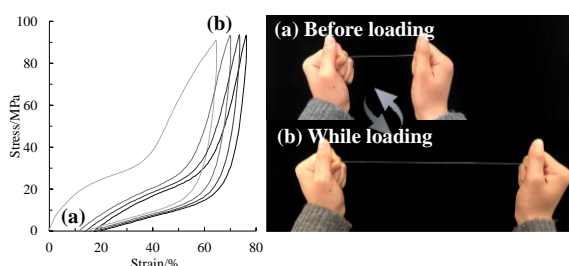 100
80
60
40
20
0
Stress/MPa
(b)
(a)
0 20 40 60 80
Strain/%
(a) Before loading
(b) While loading